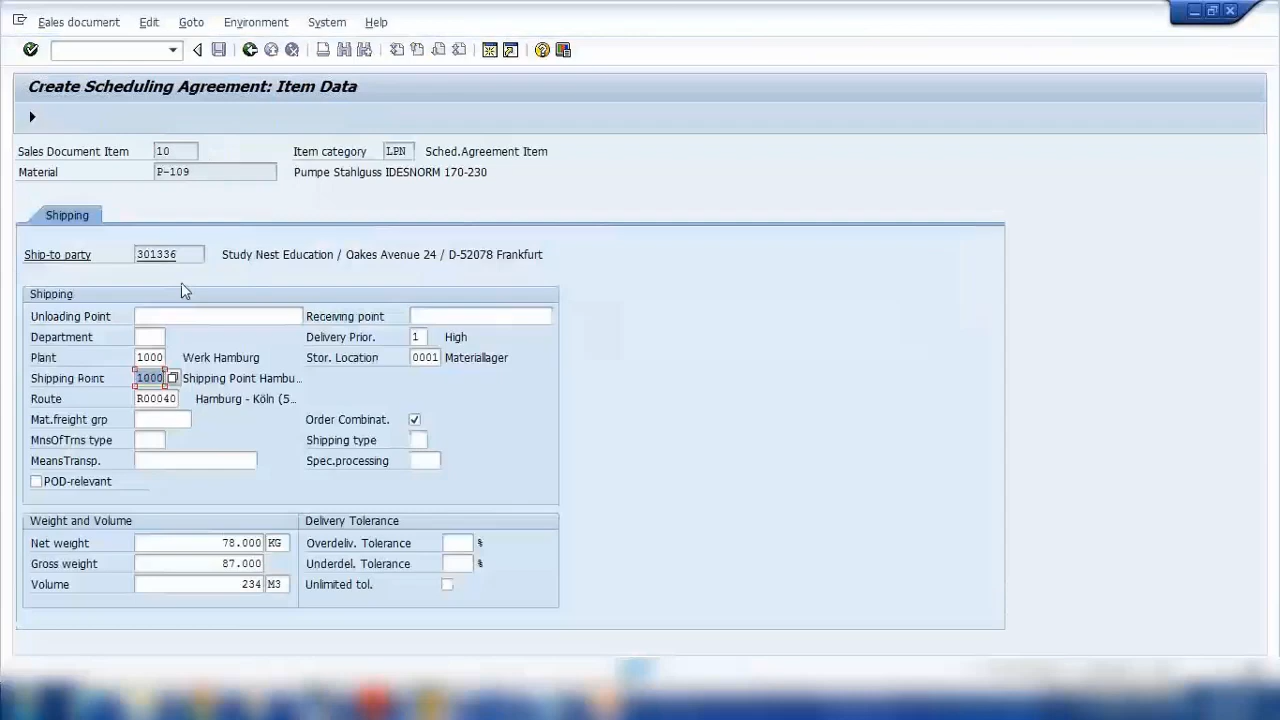 Sales document Edit Goto Environment System Help
Create Scheduling Agreement: Item Data
Sales Document Item 10 Item category LPN Sched.Agreement Item
Material P-109 Pumpe Stahlguss IDESNORM 170-230
Shipping
Ship-to party 301336 Study Nest Education / Oakes Avenue 24 / D-52078 Frankfurt
Shipping
Unloading Point Receiving point
Department Delivery Prior. 1 High
Plant 1000 Werk Hamburg Stor. Location 0001 Materiallager
Shipping Point 1000 Shipping Point Hambu...
Route R00040 Hamburg - Köln (5...
Mat.freight grp Order Combinat.
MnsOfTrns type Shipping type
MeansTransp. Spec.processing
POD-relevant
Weight and Volume Delivery Tolerance
Net weight 78.000 KG Overdeliv. Tolerance %
Gross weight 87.000 Underdel. Tolerance %
Volume 234 M3 Unlimited tol.